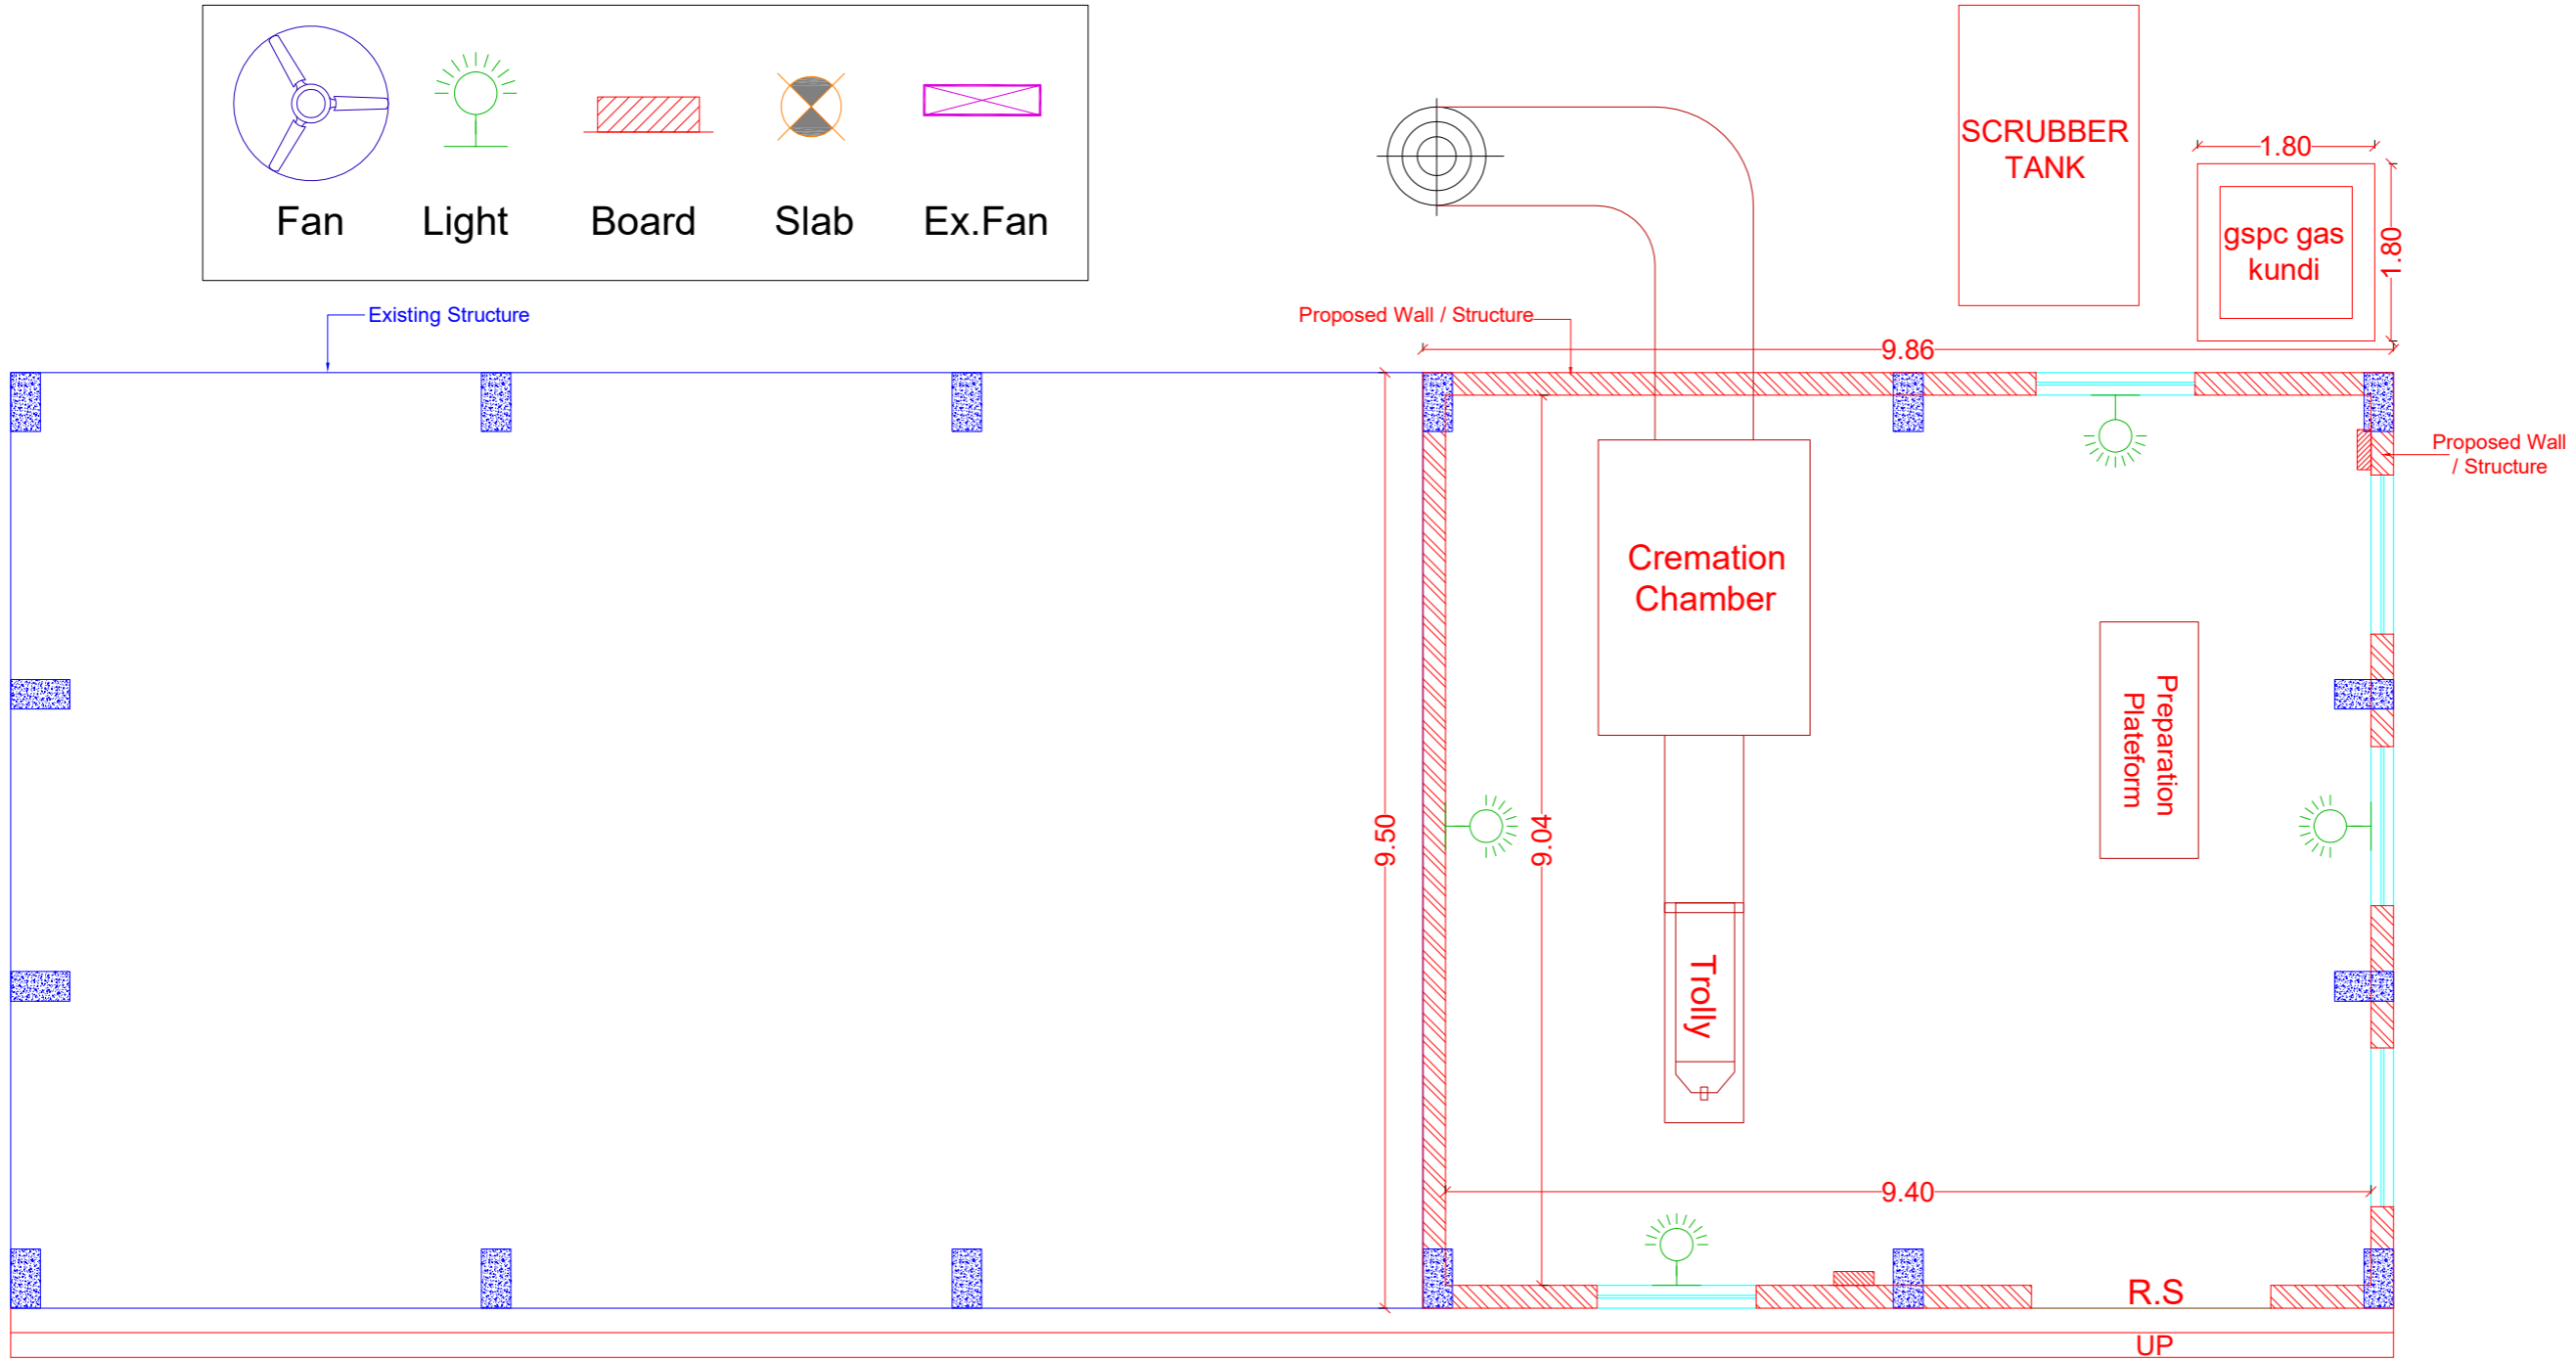 Fan
Light
Board
Slab
Ex.Fan
SCRUBBER
TANK
1.80
gspc gas
kundi
1.80
Existing Structure
Proposed Wall / Structure
9.86
Proposed Wall
/ Structure
Cremation
Chamber
Preparation
Plateform
9.50
9.04
Trolly
9.40
R.S
UP